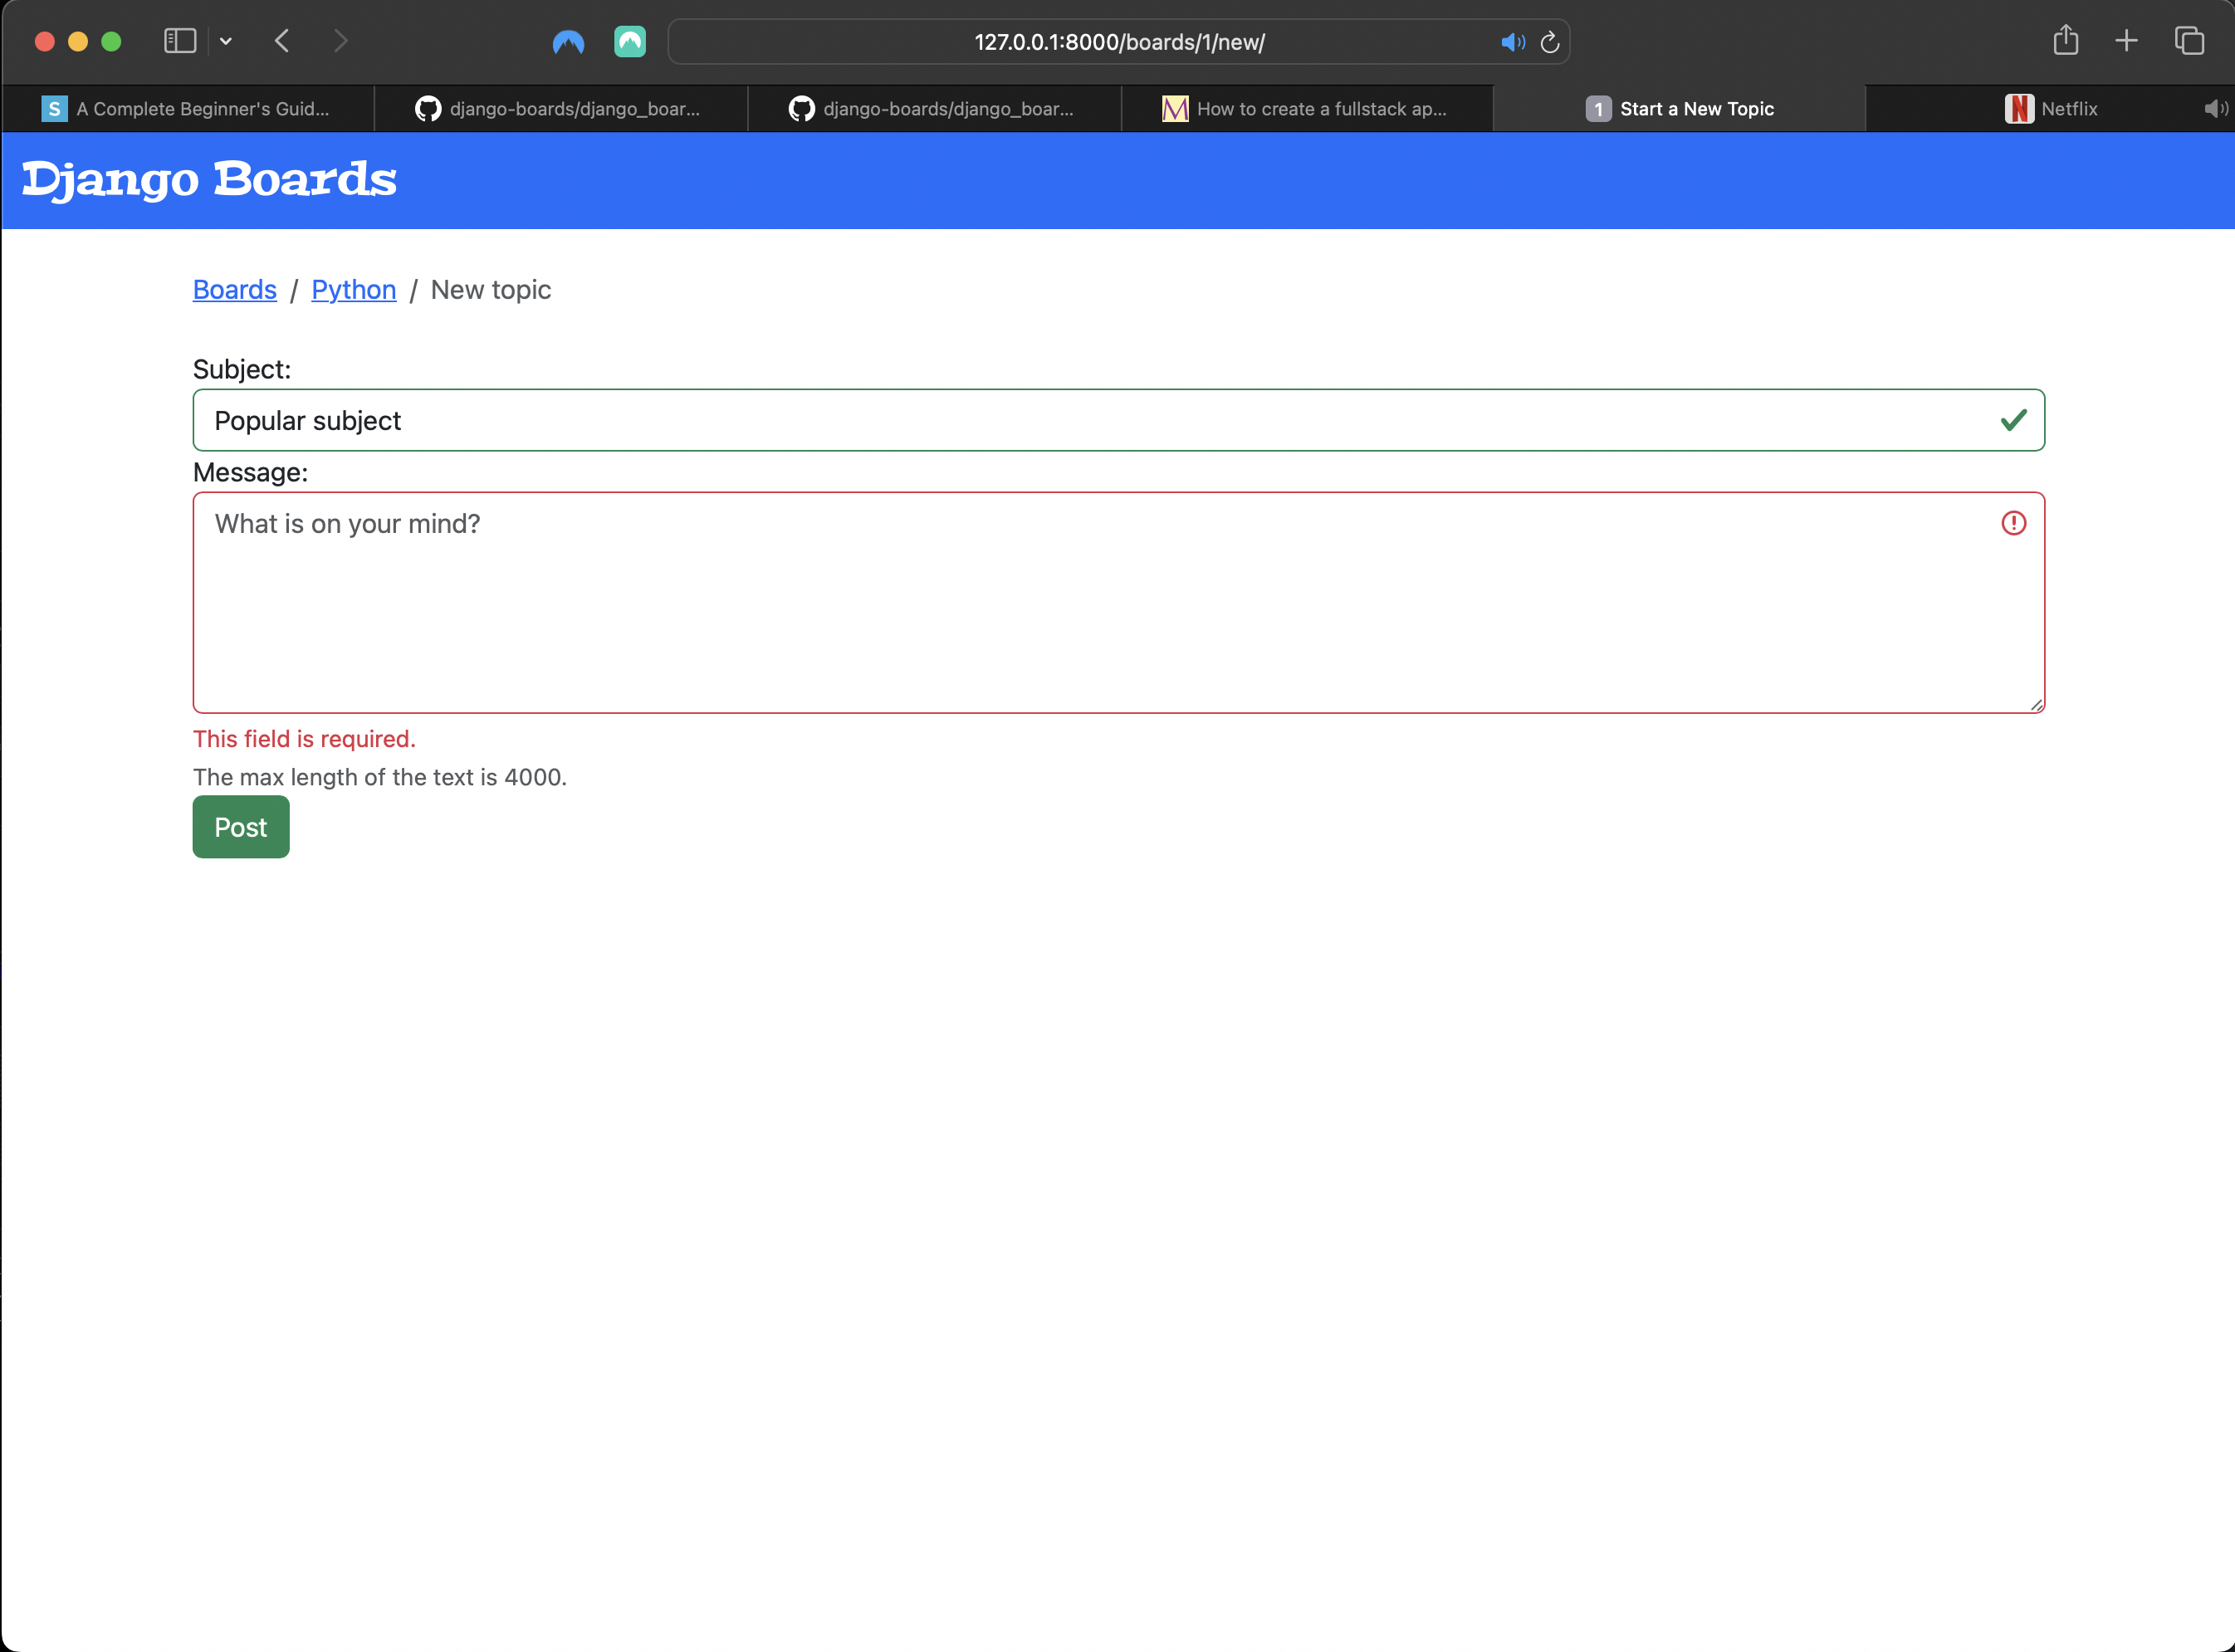 127.0.0.1:8000/boards/1/new/
S A Complete Beginner's Guid...
django-boards/django_boar...
django-boards/django_boar...
M How to create a fullstack ap...
1 Start a New Topic
N Netflix
Django Boards
Boards / Python / New topic
Subject:
Popular subject
Message:
What is on your mind?
This field is required.
The max length of the text is 4000.
Post